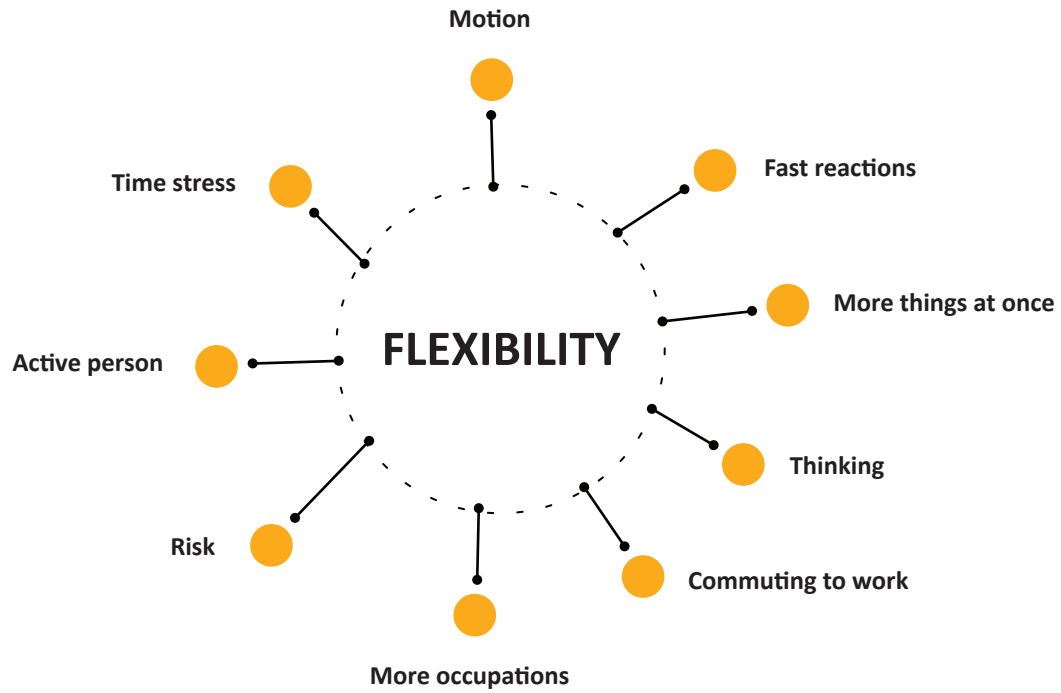 Motion
Fast reactions
Time stress
More things at once
FLEXIBILITY
Active person
Thinking
Risk
Commuting to work
More occupations